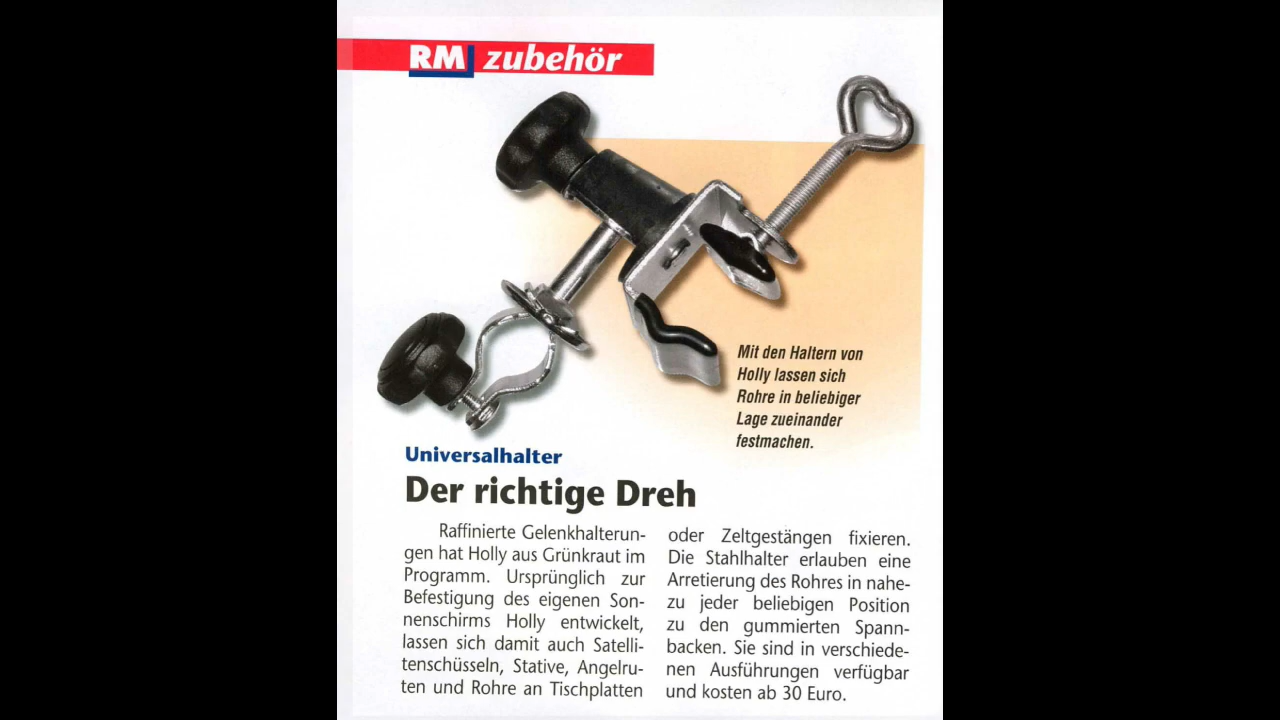 RM zubehör
Mit den Haltern von
Holly lassen sich
Rohre in beliebiger
Lage zueinander
festmachen.
Universalhalter
Der richtige Dreh
Raffinierte Gelenkhalterun-
gen hat Holly aus Grünkraut im
Programm. Ursprünglich zur
Befestigung des eigenen Son-
nenschirms Holly entwickelt,
lassen sich damit auch Satelli-
tenschüsseln, Stative, Angelru-
ten und Rohre an Tischplatten
oder Zeltgestängen fixieren.
Die Stahlhalter erlauben eine
Arretierung des Rohres in nahe-
zu jeder beliebigen Position
zu den gummierten Spann-
backen. Sie sind in verschiede-
nen Ausführungen verfügbar
und kosten ab 30 Euro.